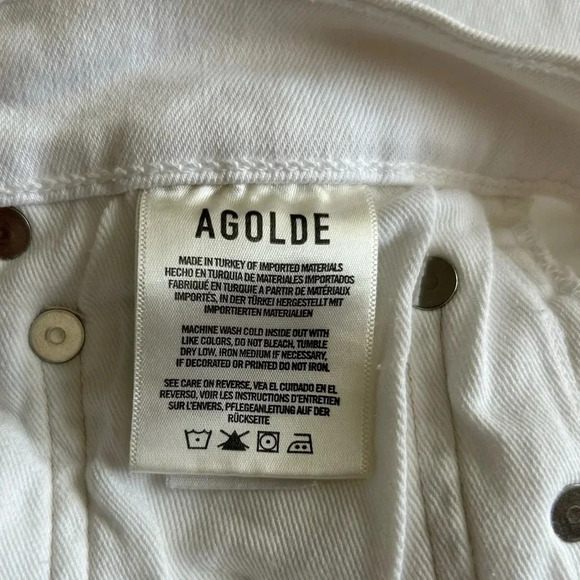 AGOLDE
MADE IN TURKEY OF IMPORTED MATERIALS
HECHO EN TURQUIA DE MATERIALES IMPORTADOS
FABRIQUÉ EN TURQUIE A PARTIR DE MATÉRIAUX
IMPORTÉS, IN DER TÜRKEI HERGESTELLT MIT
IMPORTIERTEN MATERIALIEN
MACHINE WASH COLD INSIDE OUT WITH
LIKE COLORS, DO NOT BLEACH, TUMBLE
DRY LOW, IRON MEDIUM IF NECESSARY,
IF DECORATED OR PRINTED DO NOT IRON.
SEE CARE ON REVERSE, VEA EL CUIDADO EN EL
REVERSO, VOIR LES INSTRUCTIONS D'ENTRETIEN
SUR L'ENVERS, PFLEGEANLEITUNG AUF DER
RÜCKSEITE